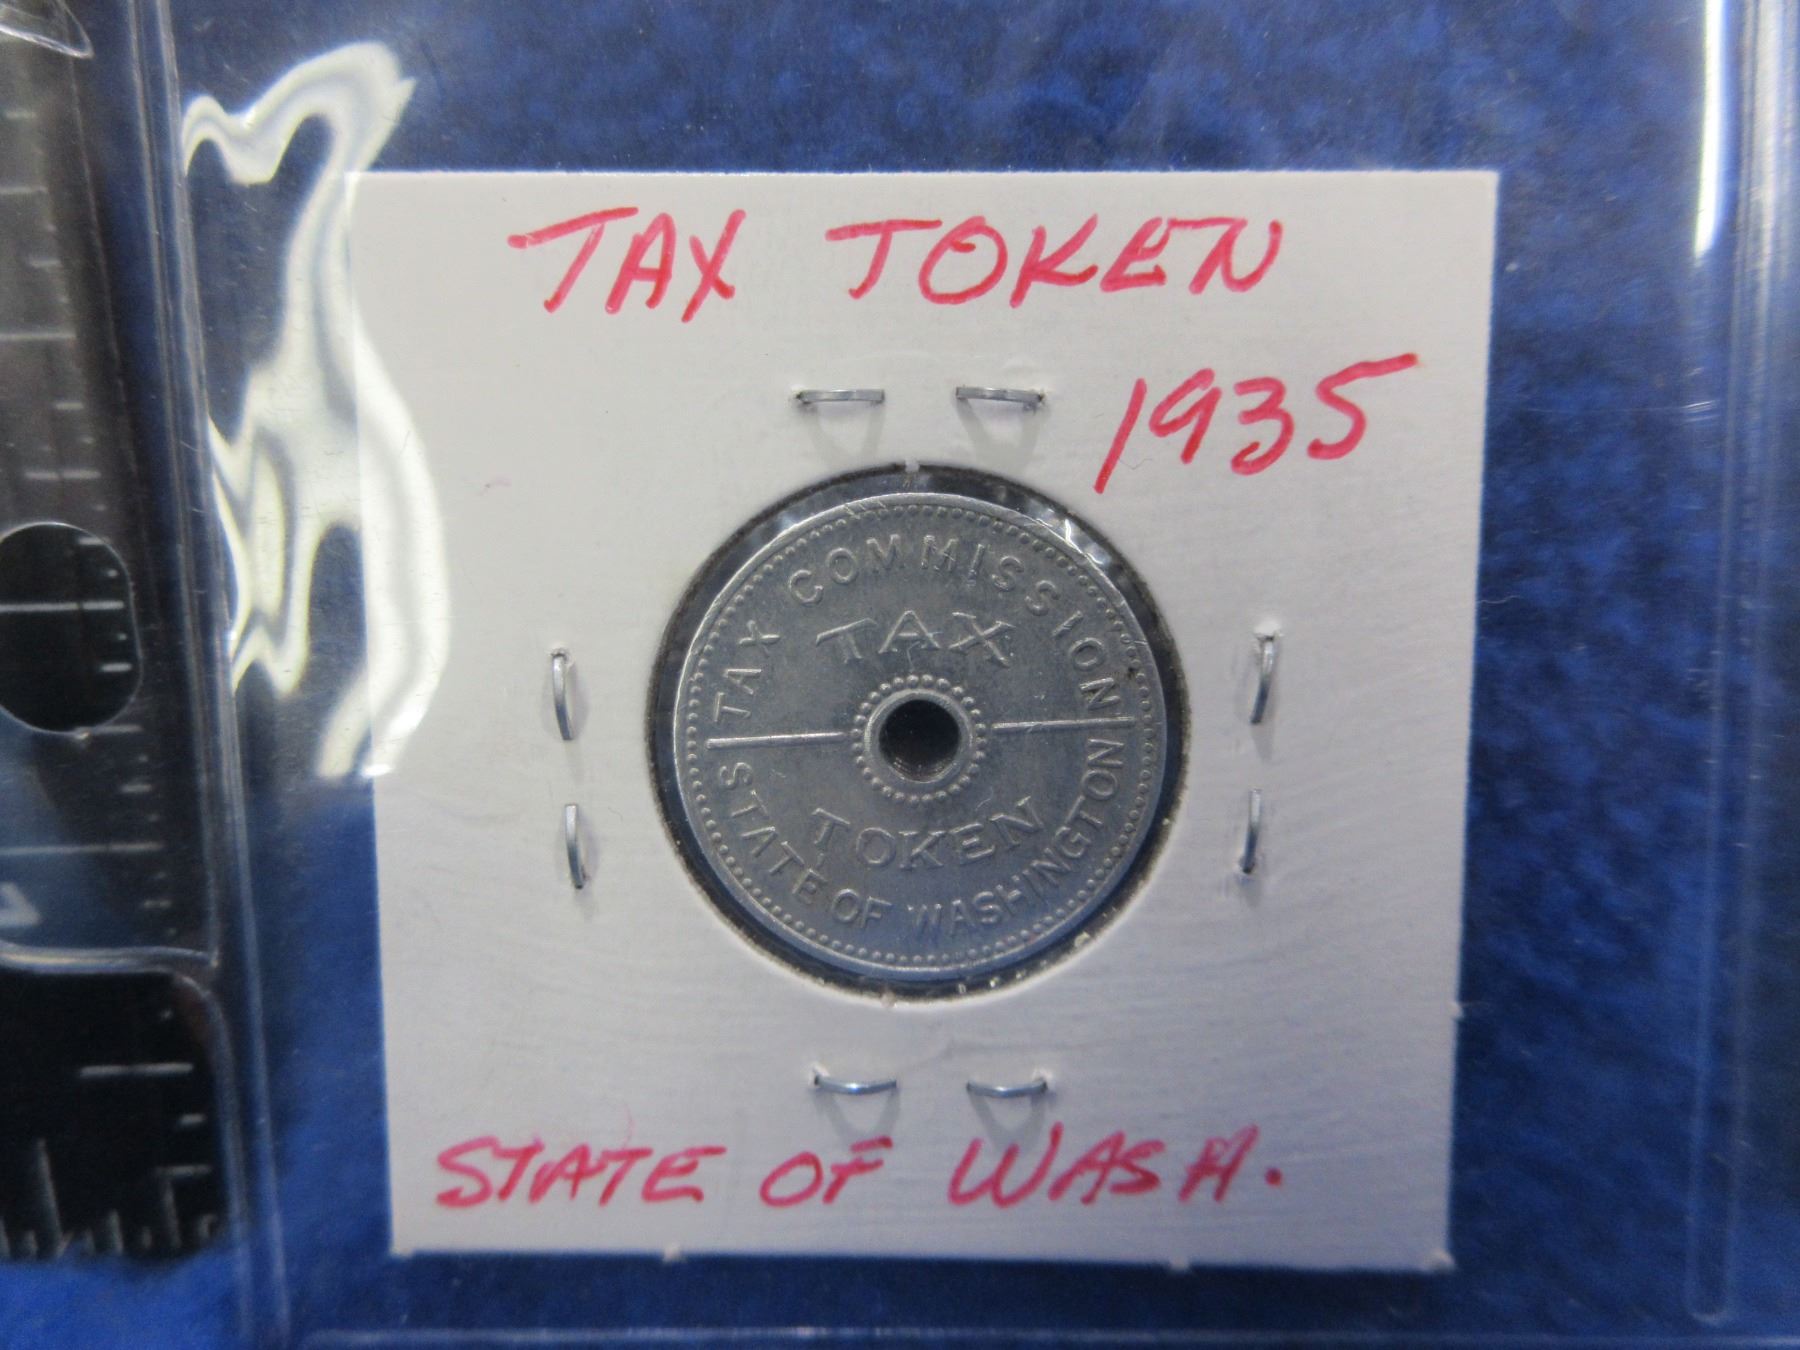 TAX TOKEN
1935
TAX COMMISSION
TAX
TOKEN
STATE OF WASHINGTON
STATE OF WASH.